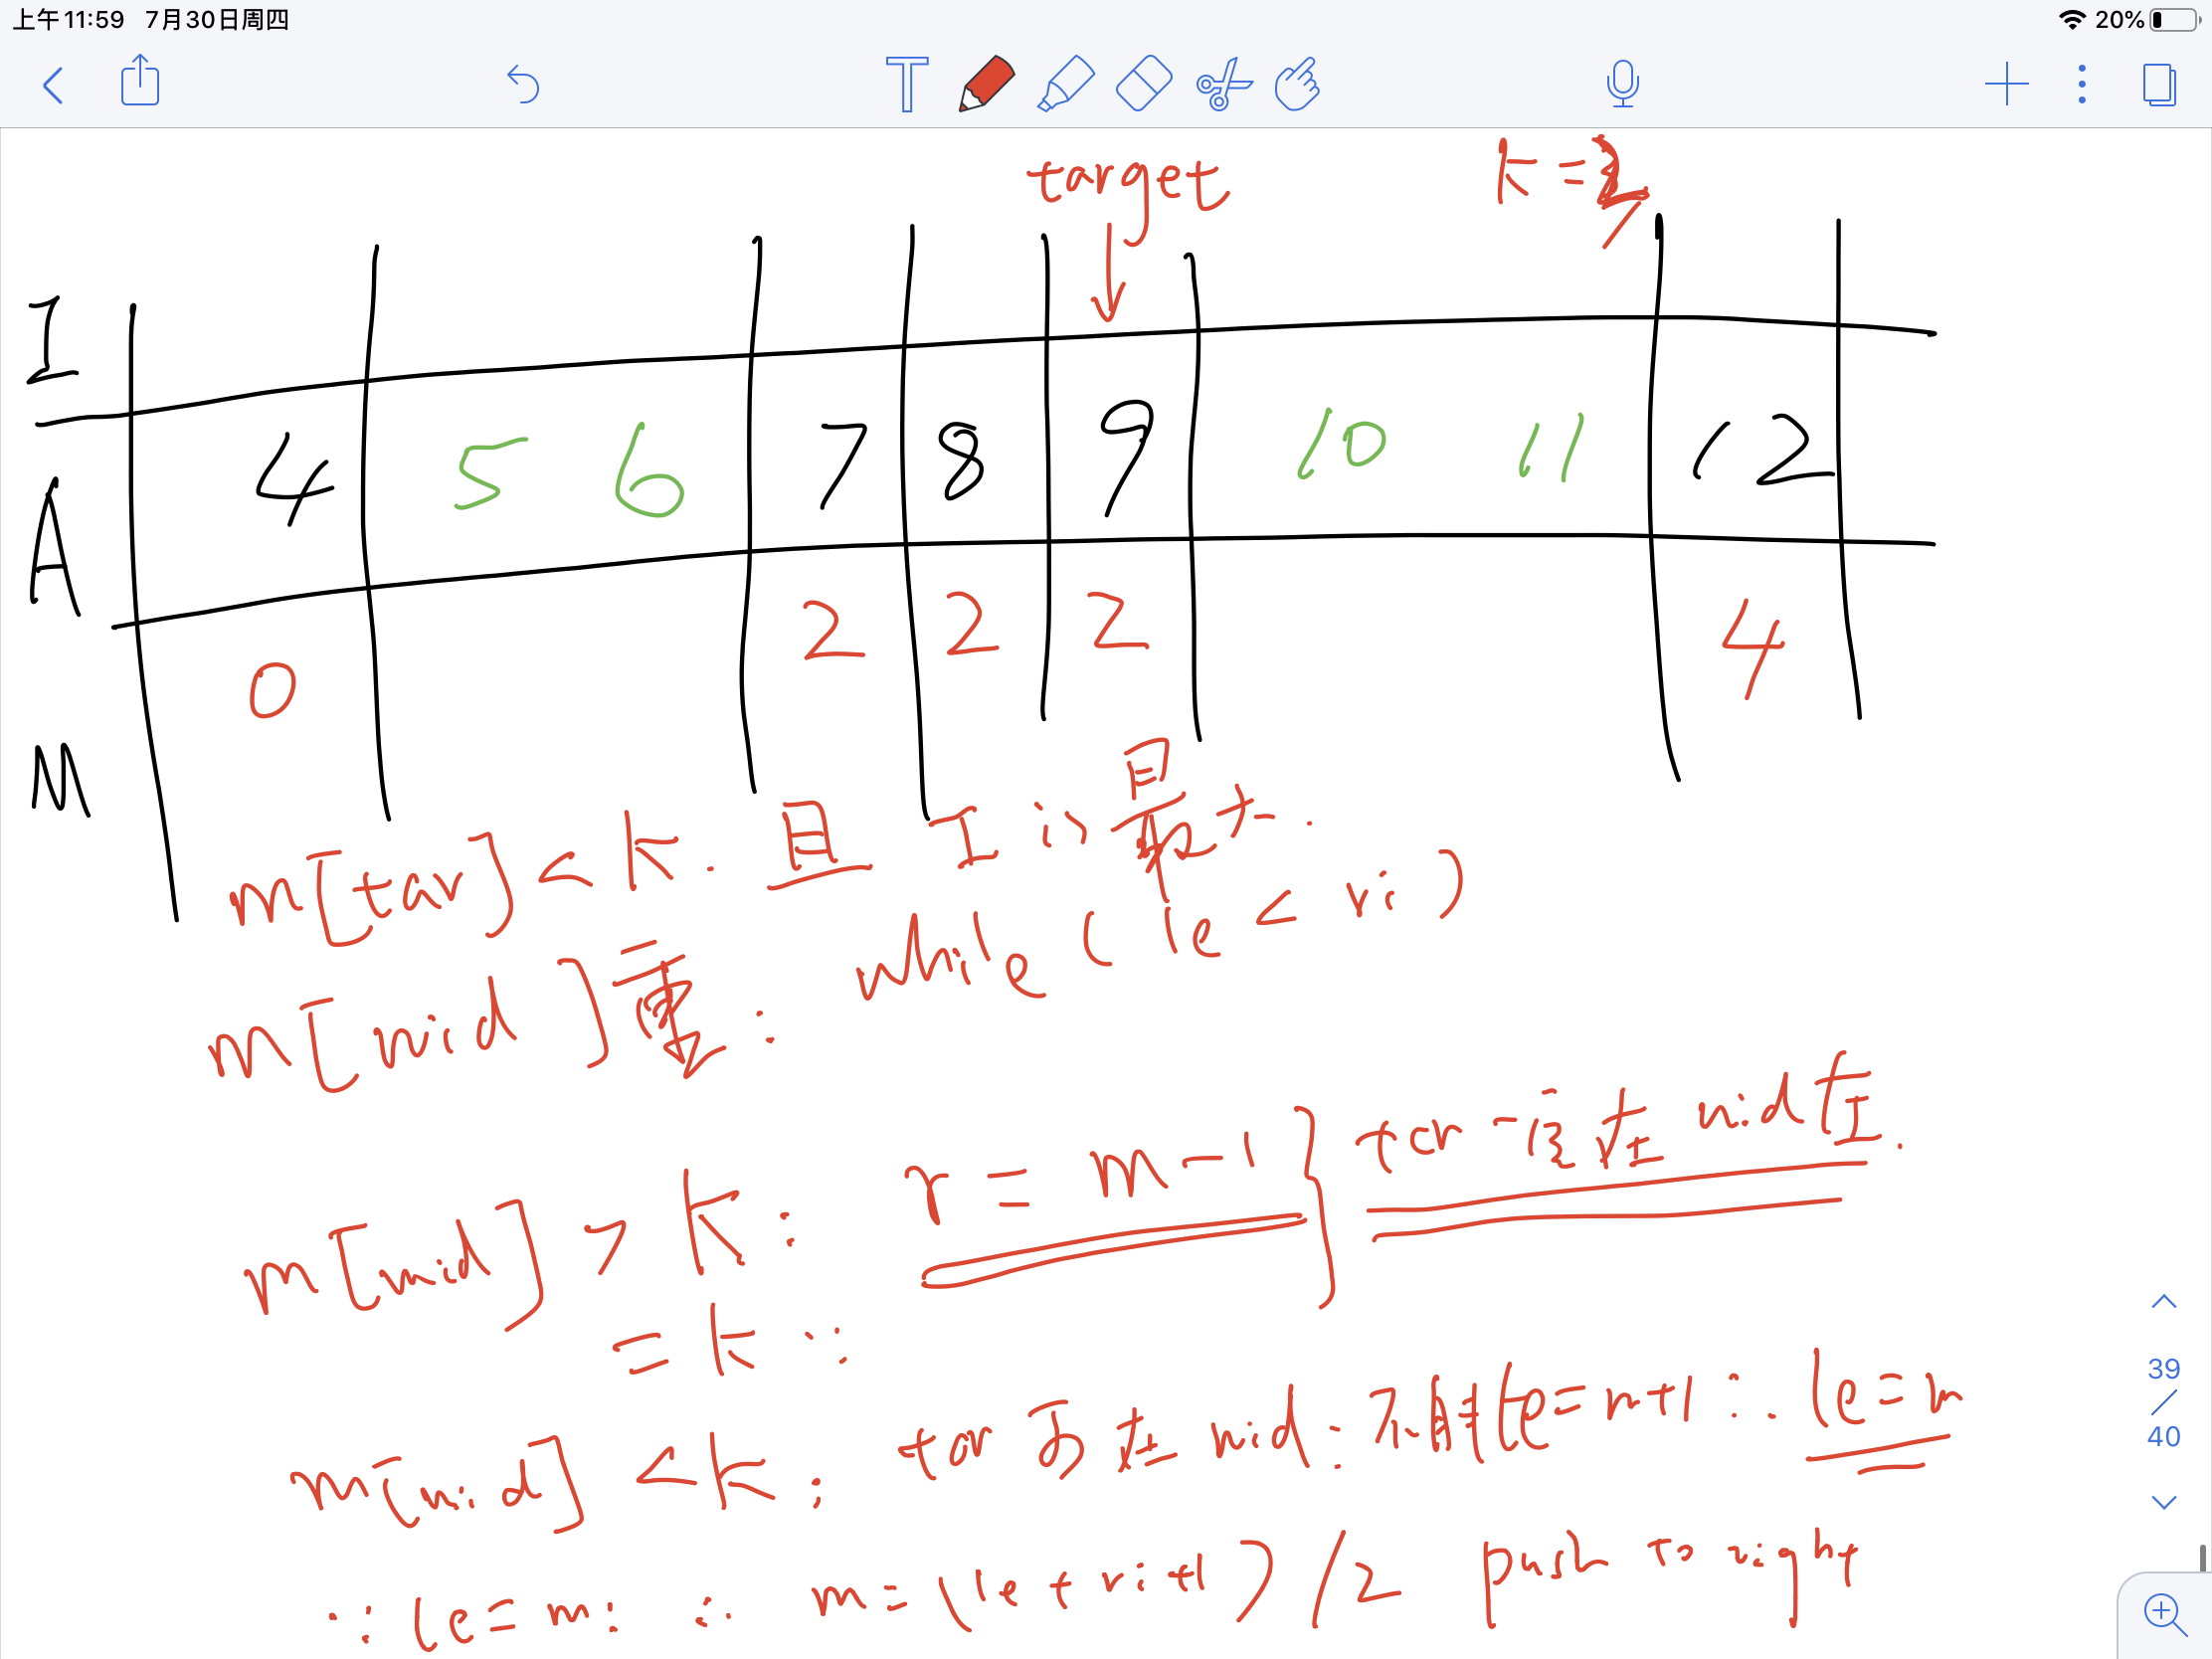 上午11:59 7月30日周四
20%
T
target
k =
I
A 4 5 6 7 8 9 10 11 12
M 0 2 2 2 4
m[tar] < k. 且 I is 最大.
m[mid] 重: while (le < ri)
m[mid] > k: r = m - 1 } tar 一定在 mid 左.
= k
m[mid] < k: tar 可在 mid: 不用 le = m+1 ∴ le = m
∵ le = m; ∴ m = (le + ri + 1)/2 push to right
39
/
40